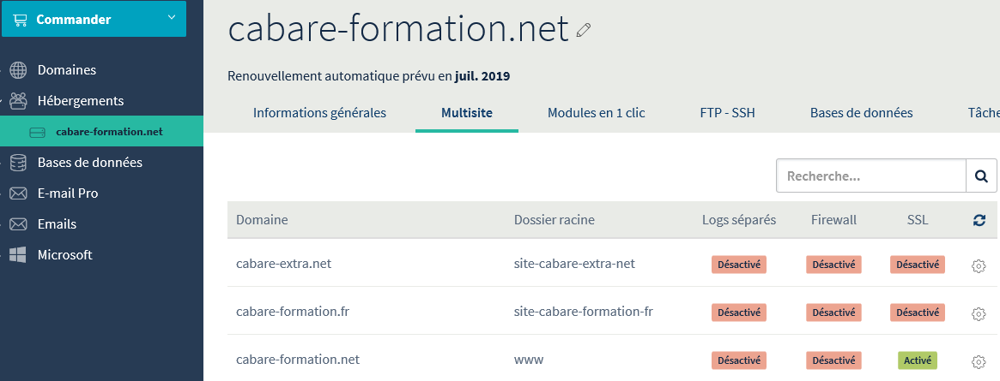 Commander
Domaines
Hébergements
cabare-formation.net
Bases de données
E-mail Pro
Emails
Microsoft
cabare-formation.net
Renouvellement automatique prévu en juil. 2019
Informations générales Multisite Modules en 1 clic FTP - SSH Bases de données Tâche
Recherche...
Domaine Dossier racine Logs séparés Firewall SSL
cabare-extra.net site-cabare-extra-net Désactivé Désactivé Désactivé
cabare-formation.fr site-cabare-formation-fr Désactivé Désactivé Désactivé
cabare-formation.net www Désactivé Désactivé Activé